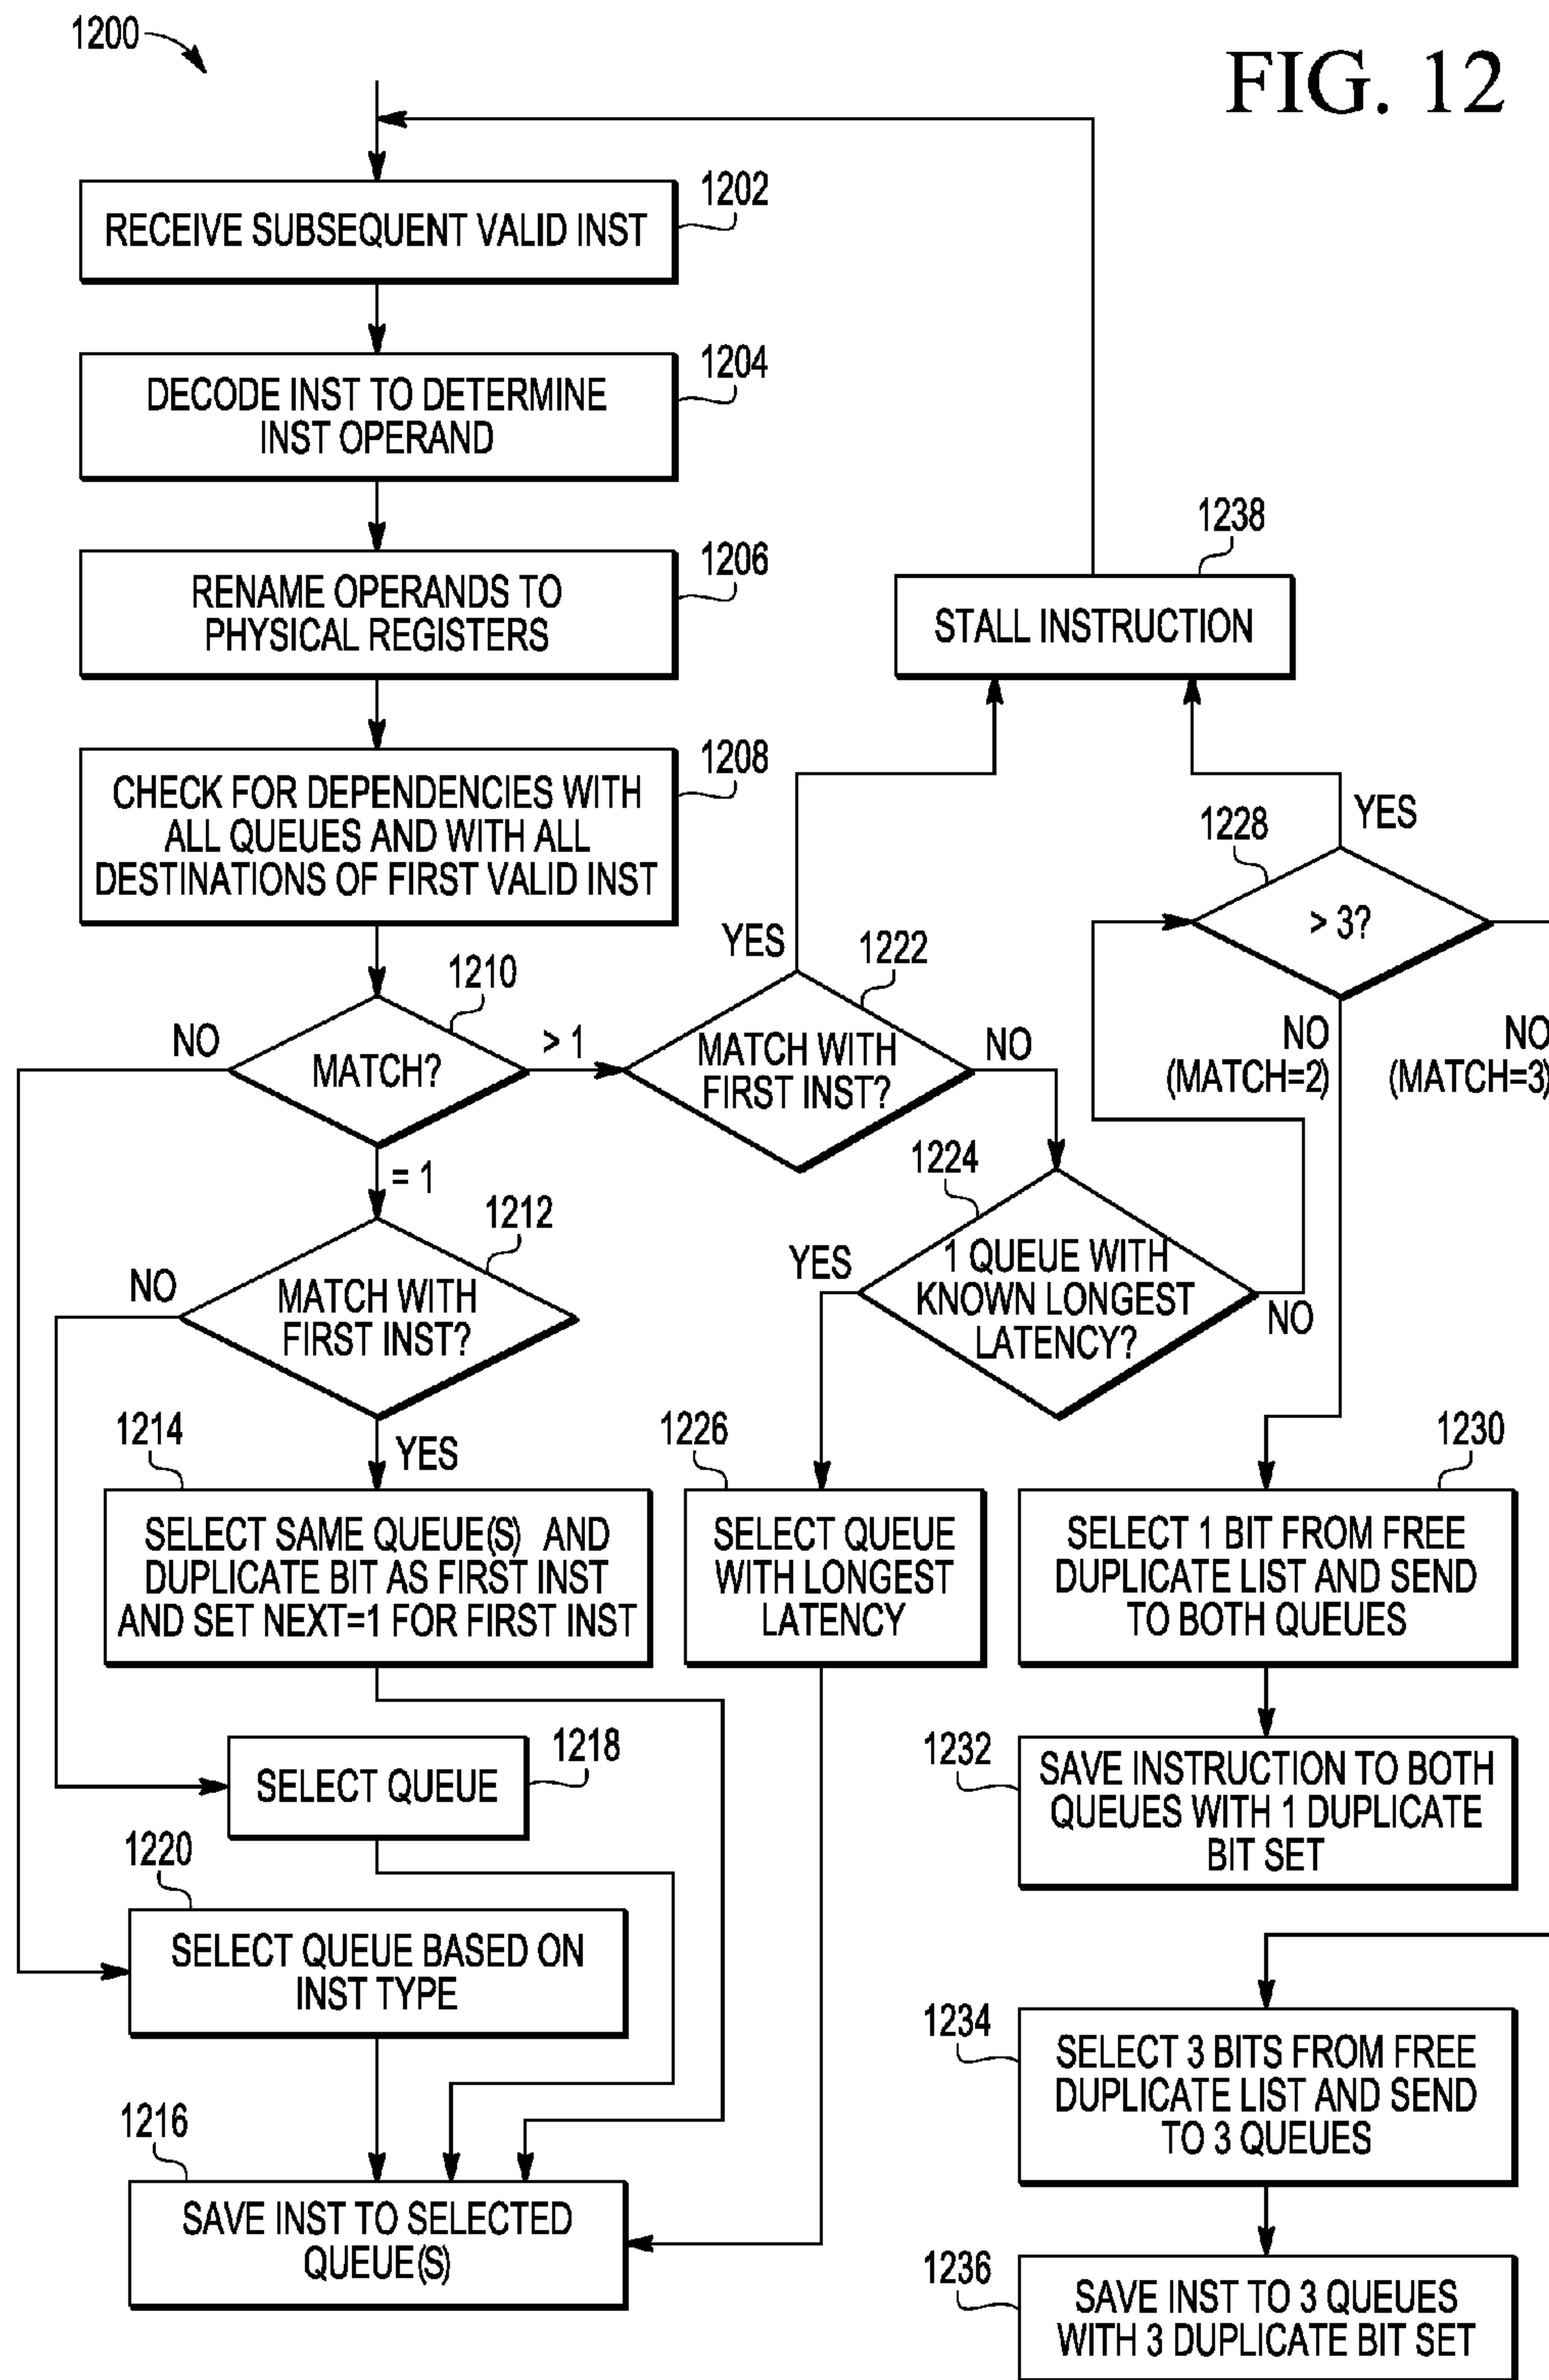 1200
FIG. 12
1202
RECEIVE SUBSEQUENT VALID INST
1204
DECODE INST TO DETERMINE
INST OPERAND
1206
RENAME OPERANDS TO
PHYSICAL REGISTERS
1238
STALL INSTRUCTION
1208
CHECK FOR DEPENDENCIES WITH
ALL QUEUES AND WITH ALL
DESTINATIONS OF FIRST VALID INST
1210
NO
MATCH?
> 1
= 1
YES
1222
MATCH WITH
FIRST INST?
NO
YES
1228
> 3?
NO
(MATCH=2)
NO
(MATCH=3)
1212
NO
MATCH WITH
FIRST INST?
YES
1224
YES
1 QUEUE WITH
KNOWN LONGEST
LATENCY?
NO
1214
SELECT SAME QUEUE(S) AND
DUPLICATE BIT AS FIRST INST
AND SET NEXT=1 FOR FIRST INST
1226
SELECT QUEUE
WITH LONGEST
LATENCY
1230
SELECT 1 BIT FROM FREE
DUPLICATE LIST AND SEND
TO BOTH QUEUES
1218
SELECT QUEUE
1232
SAVE INSTRUCTION TO BOTH
QUEUES WITH 1 DUPLICATE
BIT SET
1220
SELECT QUEUE BASED ON
INST TYPE
1234
SELECT 3 BITS FROM FREE
DUPLICATE LIST AND SEND
TO 3 QUEUES
1216
SAVE INST TO SELECTED
QUEUE(S)
1236
SAVE INST TO 3 QUEUES
WITH 3 DUPLICATE BIT SET